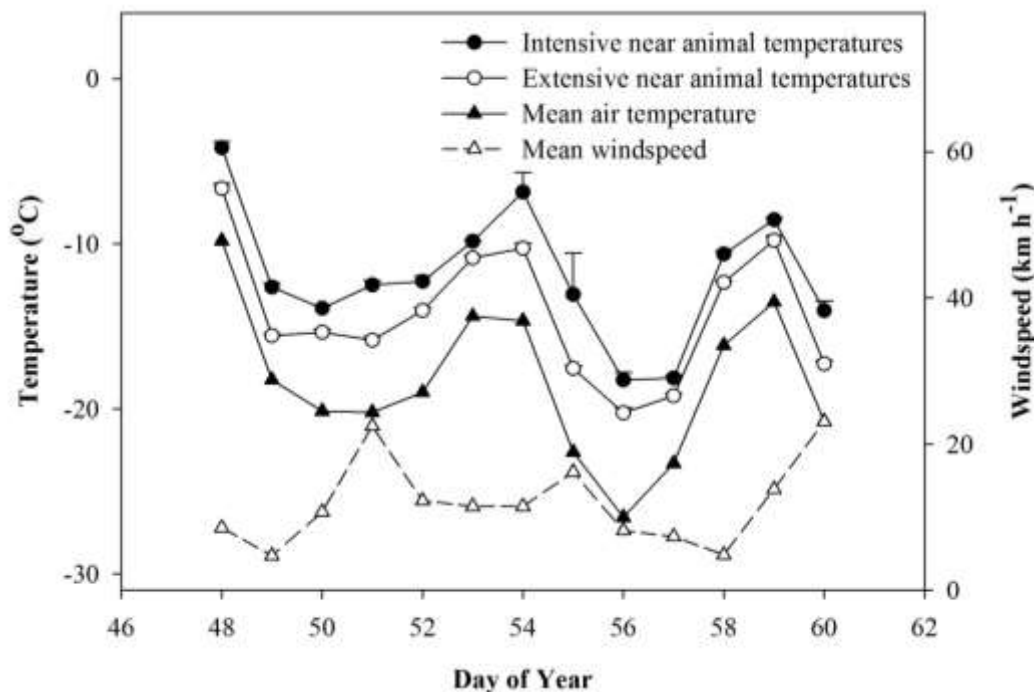 Intensive near animal temperatures
Extensive near animal temperatures
Mean air temperature
Mean windspeed
0
-10
-20
-30
Temperature (⁰C)
60
40
20
0
Windspeed (km h⁻¹)
46 48 50 52 54 56 58 60 62
Day of Year